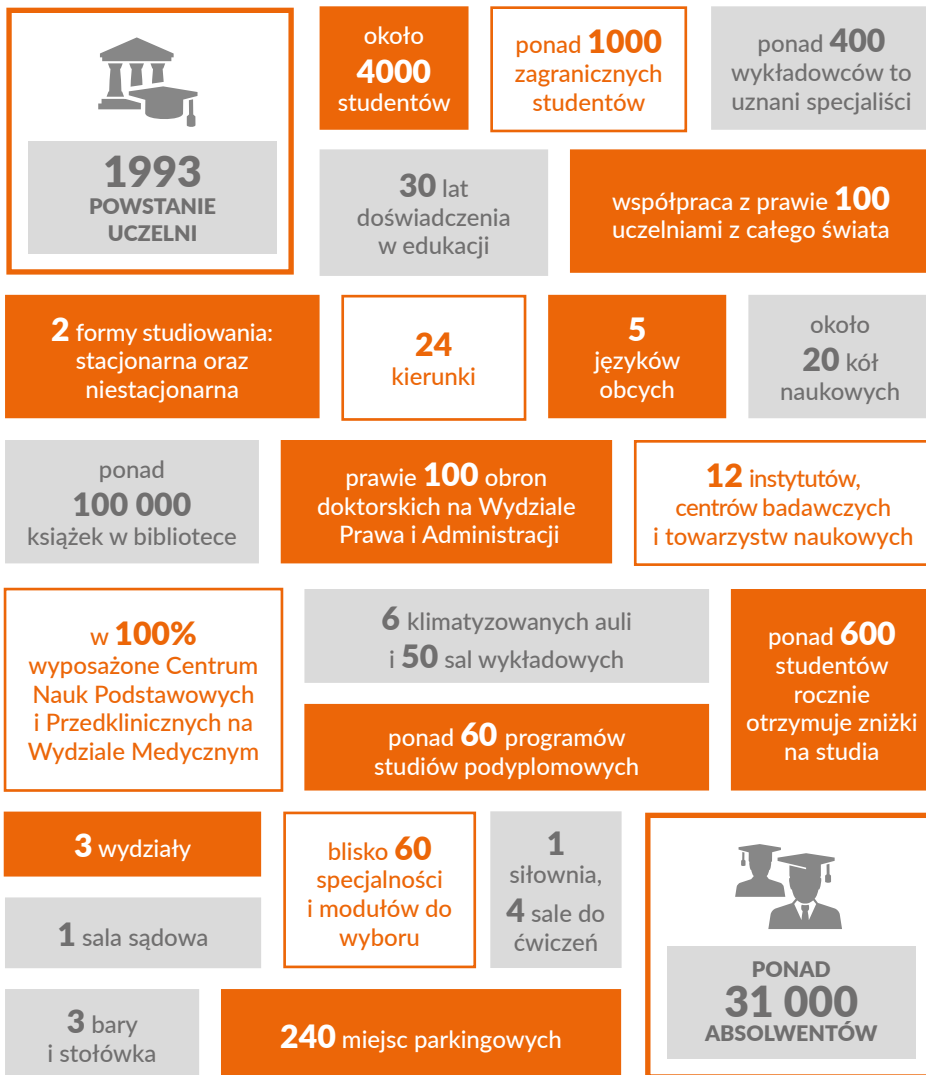 1993
POWSTANIE
UCZELNI
około
4000
studentów
ponad 1000
zagranicznych
studentów
ponad 400
wykładowców to
uznani specjaliści
30 lat
doświadczenia
w edukacji
współpraca z prawie 100
uczelniami z całego świata
2 formy studiowania:
stacjonarna oraz
niestacjonarna
24
kierunki
5
języków
obcych
około
20 kół
naukowych
ponad
100 000
książek w bibliotece
prawie 100 obron
doktorskich na Wydziale
Prawa i Administracji
12 instytutów,
centrów badawczych
i towarzystw naukowych
w 100%
wyposażone Centrum
Nauk Podstawowych
i Przedklinicznych na
Wydziale Medycznym
6 klimatyzowanych auli
i 50 sal wykładowych
ponad 60 programów
studiów podyplomowych
ponad 600
studentów
rocznie
otrzymuje zniżki
na studia
3 wydziały
1 sala sądowa
blisko 60
specjalności
i modułów do
wyboru
1
siłownia,
4 sale do
ćwiczeń
3 bary
i stołówka
240 miejsc parkingowych
PONAD
31 000
ABSOLWENTÓW